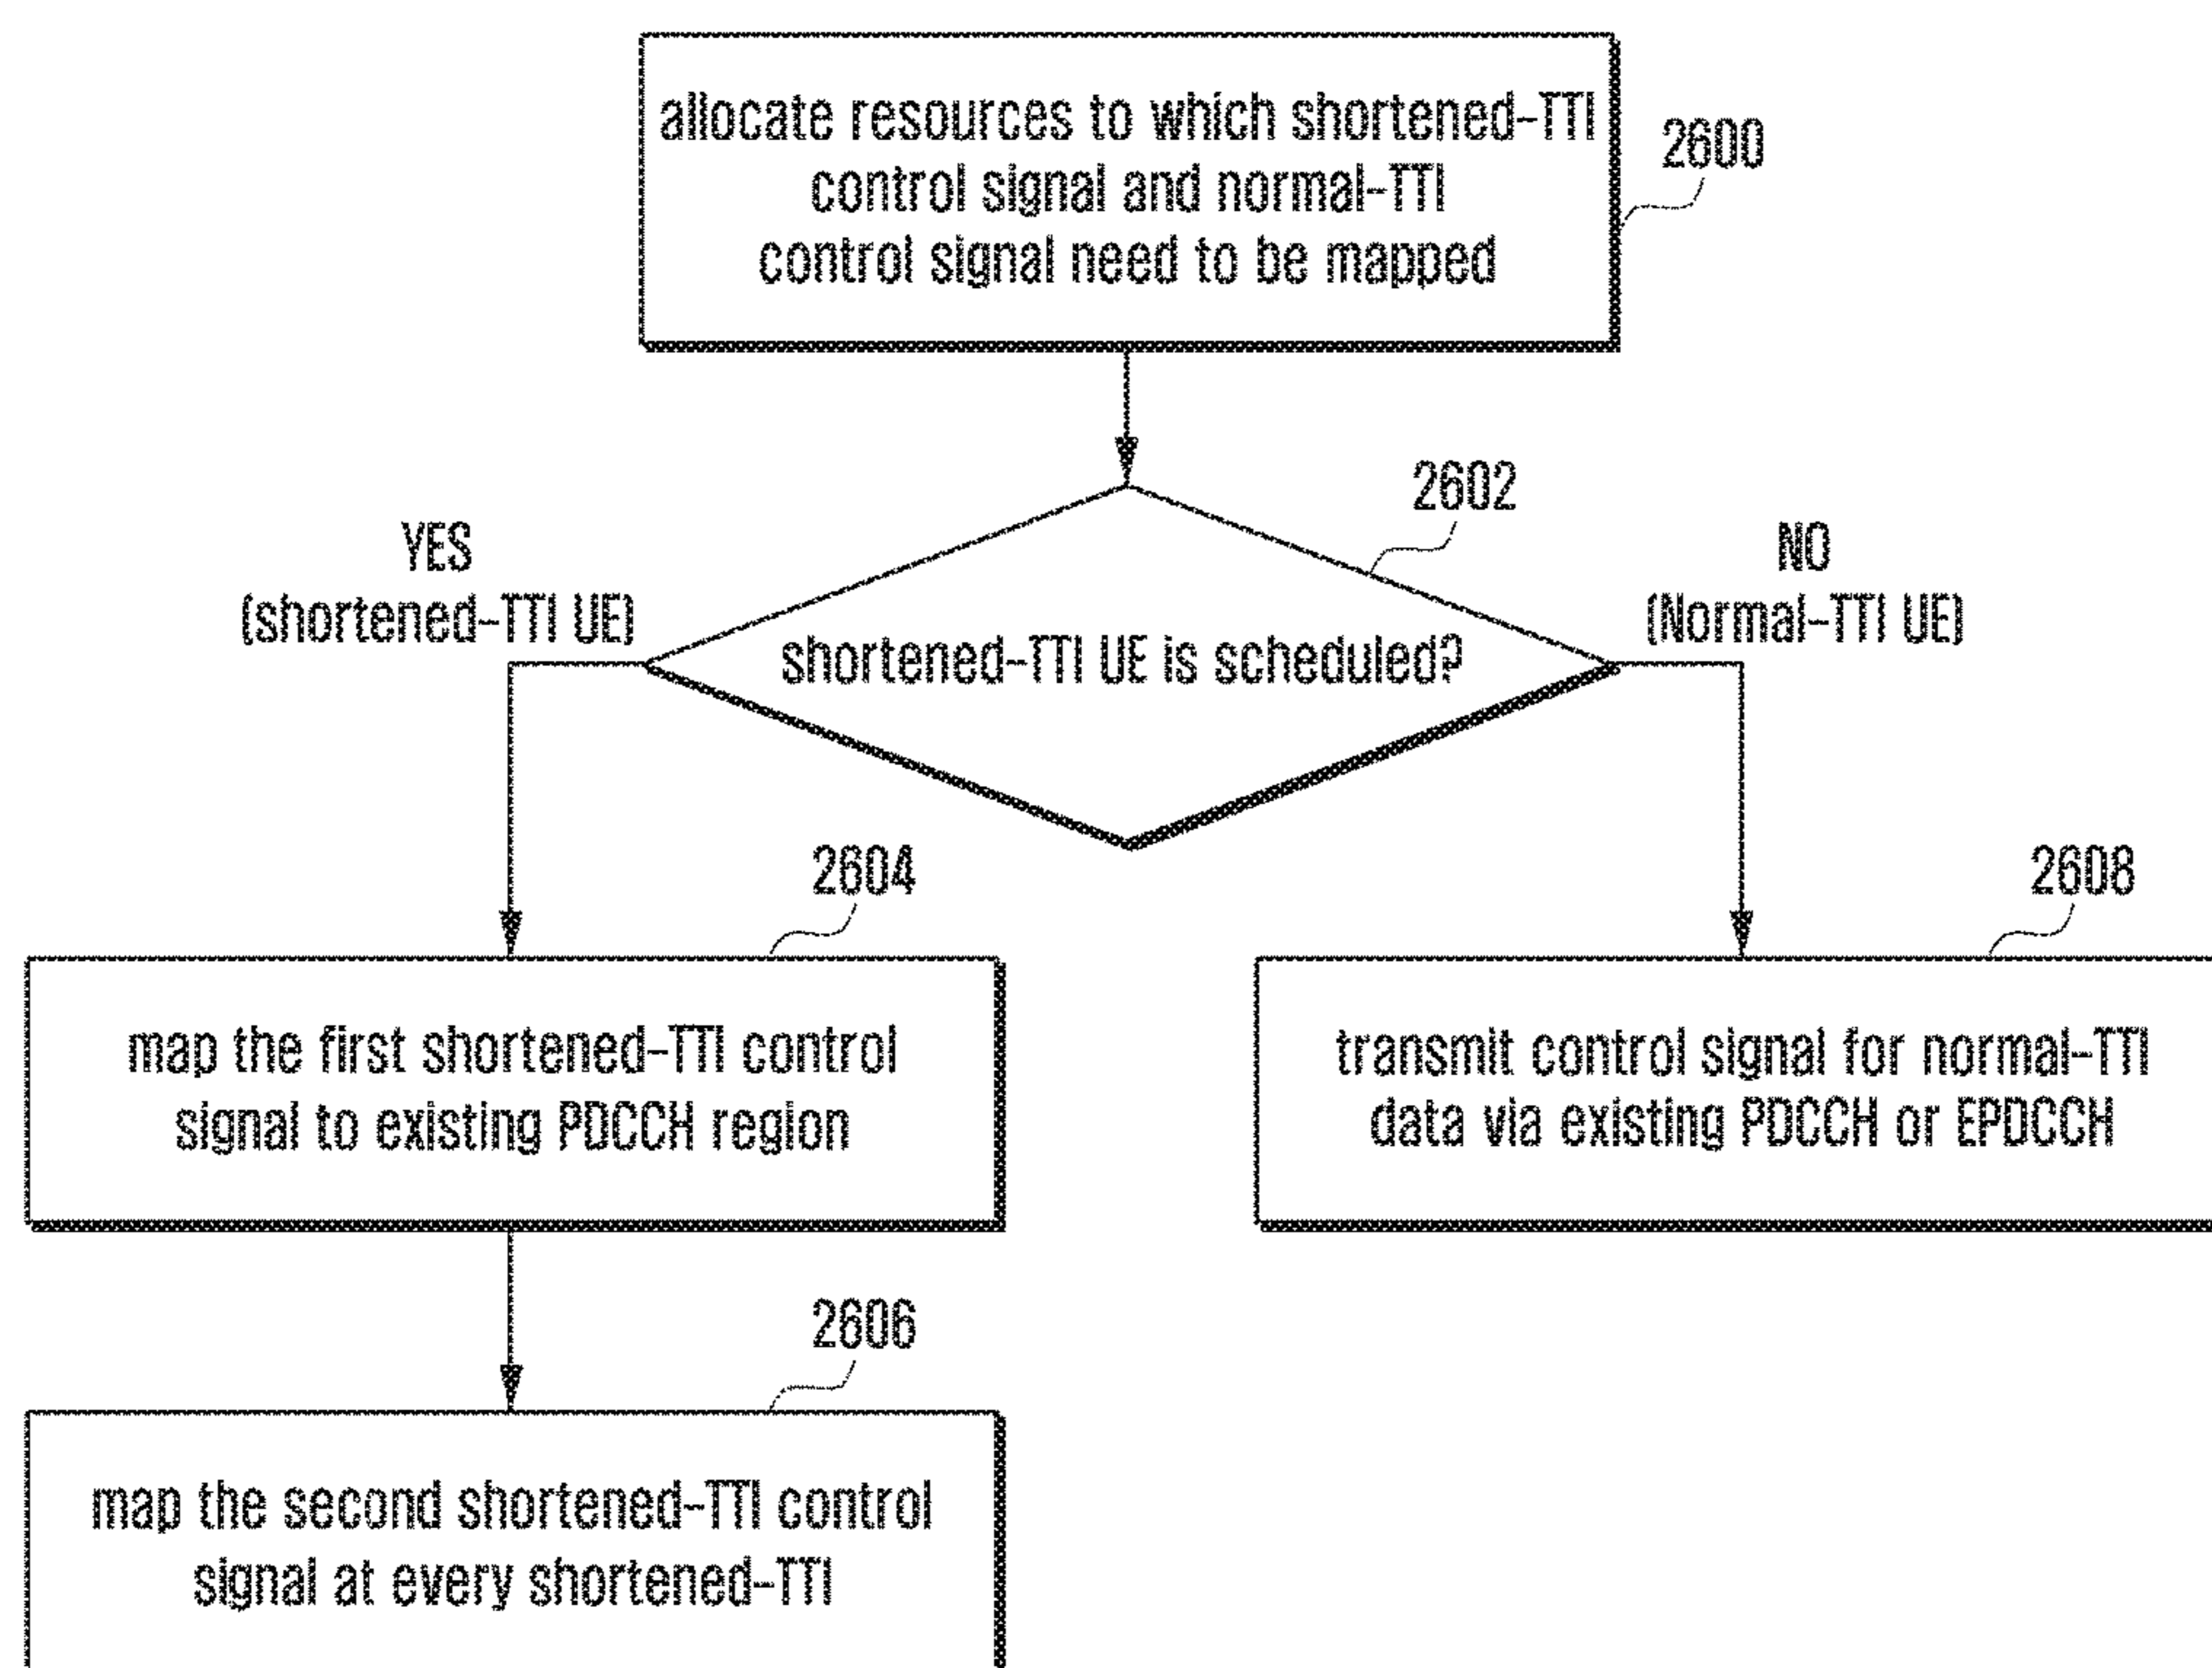 allocate resources to which shortened-TTI
control signal and normal-TTI
control signal need to be mapped
2600
2602
YES
(shortened-TTI UE)
NO
(Normal-TTI UE)
shortened-TTI UE is scheduled?
2604
2608
map the first shortened-TTI control
signal to existing PDCCH region
transmit control signal for normal-TTI
data via existing PDCCH or EPDCCH
2606
map the second shortened-TTI control
signal at every shortened-TTI